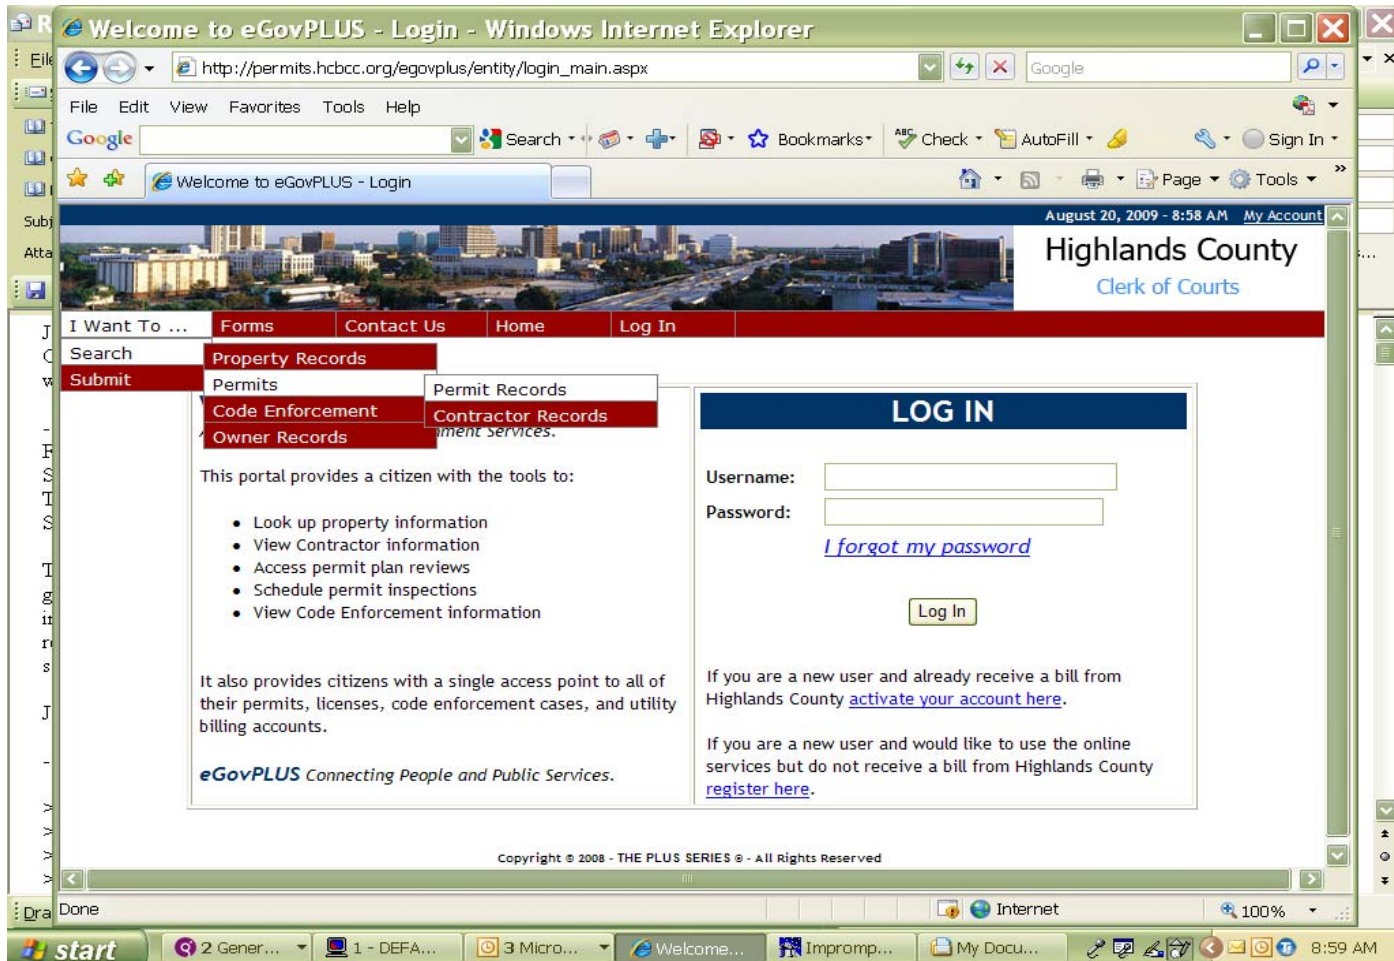 Welcome to eGovPLUS - Login - Windows Internet Explorer
http://permits.hcbcc.org/egovplus/entity/login_main.aspx
Google
File Edit View Favorites Tools Help
Google Search Bookmarks ABC Check AutoFill Sign In
Welcome to eGovPLUS - Login Page Tools »
Subj
Atta
August 20, 2009 - 8:58 AM My Account
Highlands County
Clerk of Courts
I Want To ... Forms Contact Us Home Log In
Search
Submit
Property Records
Permits
Code Enforcement
Owner Records
Permit Records
Contractor Records
Services.
This portal provides a citizen with the tools to:
• Look up property information
• View Contractor information
• Access permit plan reviews
• Schedule permit inspections
• View Code Enforcement information
It also provides citizens with a single access point to all of
their permits, licenses, code enforcement cases, and utility
billing accounts.
eGovPLUS Connecting People and Public Services.
LOG IN
Username:
Password:
I forgot my password
Log In
If you are a new user and already receive a bill from
Highlands County activate your account here.
If you are a new user and would like to use the online
services but do not receive a bill from Highlands County
register here.
Copyright © 2008 - THE PLUS SERIES ® - All Rights Reserved
Dra
Done Internet 100%
start 2 Gener... 1 - DEFA... 3 Micro... Welcome... Impromp... My Docu... 8:59 AM